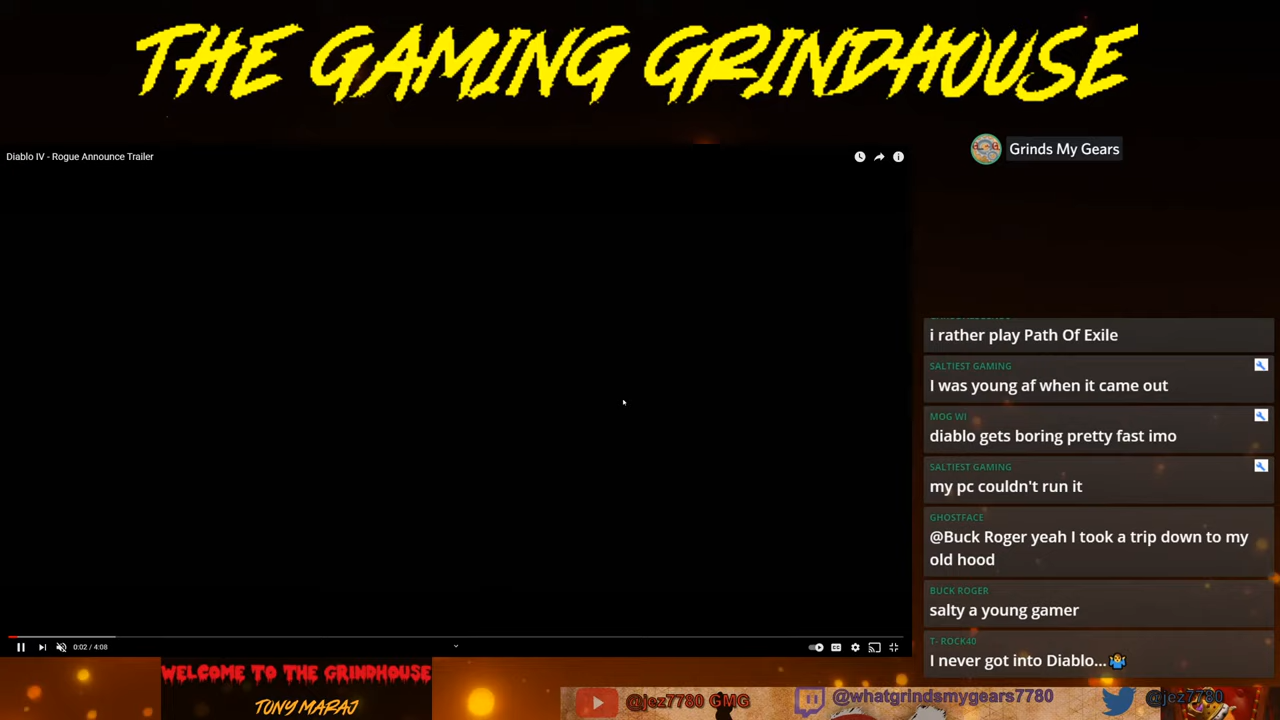 THE GAMING GRINDHOUSE
Diablo IV - Rogue Announce Trailer
Grinds My Gears
i rather play Path Of Exile
SALTIEST GAMING
I was young af when it came out
MOG WI
diablo gets boring pretty fast imo
SALTIEST GAMING
my pc couldn't run it
GHOSTFACE
@Buck Roger yeah I took a trip down to my
old hood
BUCK ROGER
salty a young gamer
T- ROCK40
I never got into Diablo...
0:02 / 4:08
WELCOME TO THE GRINDHOUSE
TONY MARAJ
@jez7780 GMG
@whatgrindsmygears7780
@jez7780